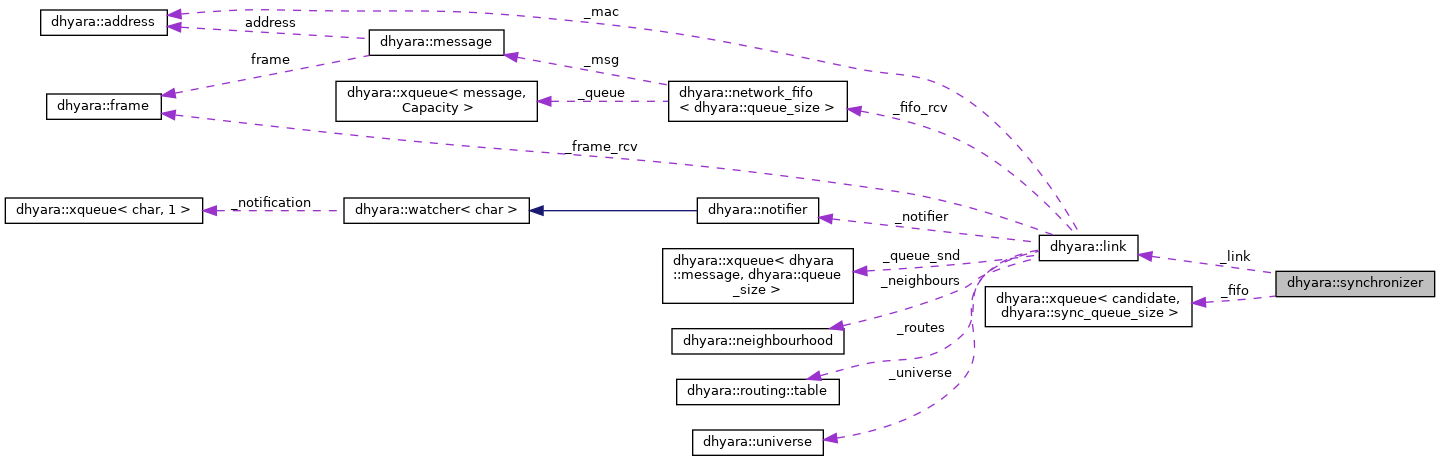 _mac
dhyara::address
address
dhyara::message
frame
_msg
dhyara::xqueue< message,
Capacity >
_queue
dhyara::network_fifo
< dhyara::queue_size >
dhyara::frame
_fifo_rcv
_frame_rcv
dhyara::xqueue< char, 1 >
_notification
dhyara::watcher< char >
dhyara::notifier
_notifier
dhyara::link
_queue_snd
_link
dhyara::xqueue< dhyara
::message, dhyara::queue
_size >
_neighbours
dhyara::synchronizer
_fifo
dhyara::xqueue< candidate,
dhyara::sync_queue_size >
_routes
dhyara::neighbourhood
_universe
dhyara::routing::table
dhyara::universe